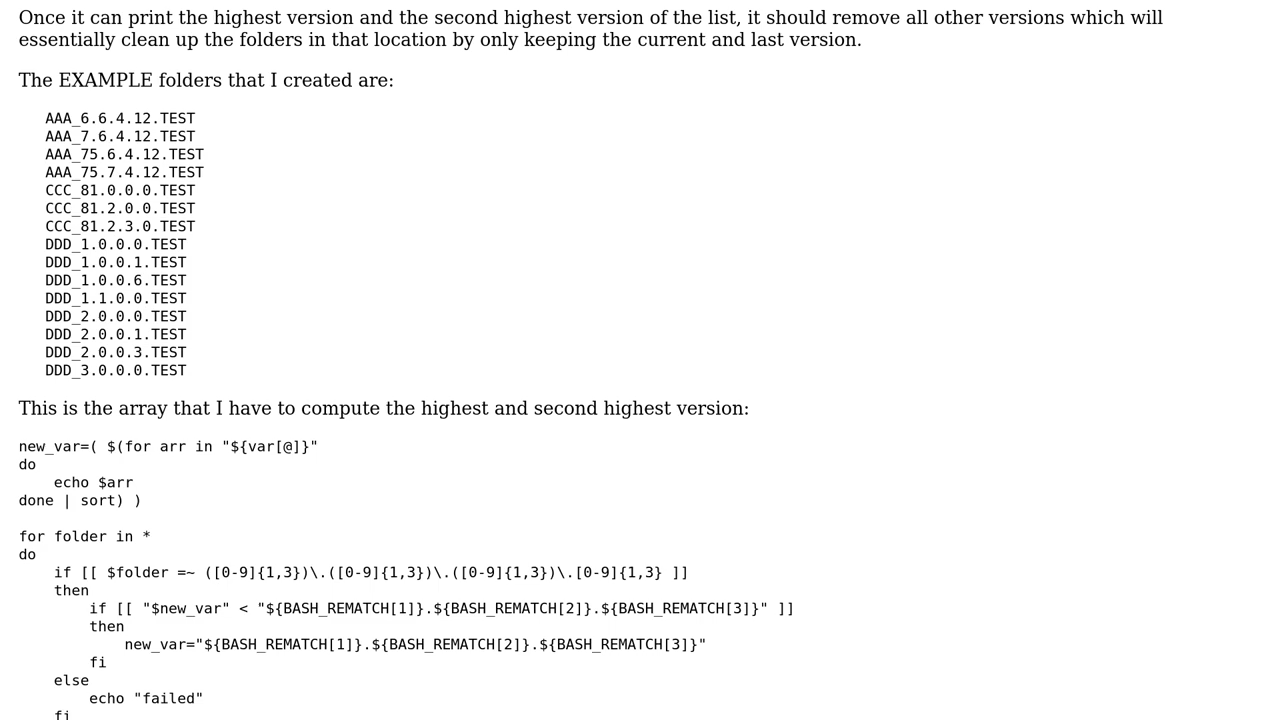 Once it can print the highest version and the second highest version of the list, it should remove all other versions which will
essentially clean up the folders in that location by only keeping the current and last version.
The EXAMPLE folders that I created are:
AAA_6.6.4.12.TEST
AAA_7.6.4.12.TEST
AAA_75.6.4.12.TEST
AAA_75.7.4.12.TEST
CCC_81.0.0.0.TEST
CCC_81.2.0.0.TEST
CCC_81.2.3.0.TEST
DDD_1.0.0.0.TEST
DDD_1.0.0.1.TEST
DDD_1.0.0.6.TEST
DDD_1.1.0.0.TEST
DDD_2.0.0.0.TEST
DDD_2.0.0.1.TEST
DDD_2.0.0.3.TEST
DDD_3.0.0.0.TEST
This is the array that I have to compute the highest and second highest version:
new_var=( $(for arr in "${var[@]}"
do
    echo $arr
done | sort) )
for folder in *
do
    if [[ $folder =~ ([0-9]{1,3})\.([0-9]{1,3})\.([0-9]{1,3})\.[0-9]{1,3} ]]
    then
        if [[ "$new_var" < "${BASH_REMATCH[1]}.${BASH_REMATCH[2]}.${BASH_REMATCH[3]}" ]]
        then
            new_var="${BASH_REMATCH[1]}.${BASH_REMATCH[2]}.${BASH_REMATCH[3]}"
        fi
    else
        echo "failed"
    fi